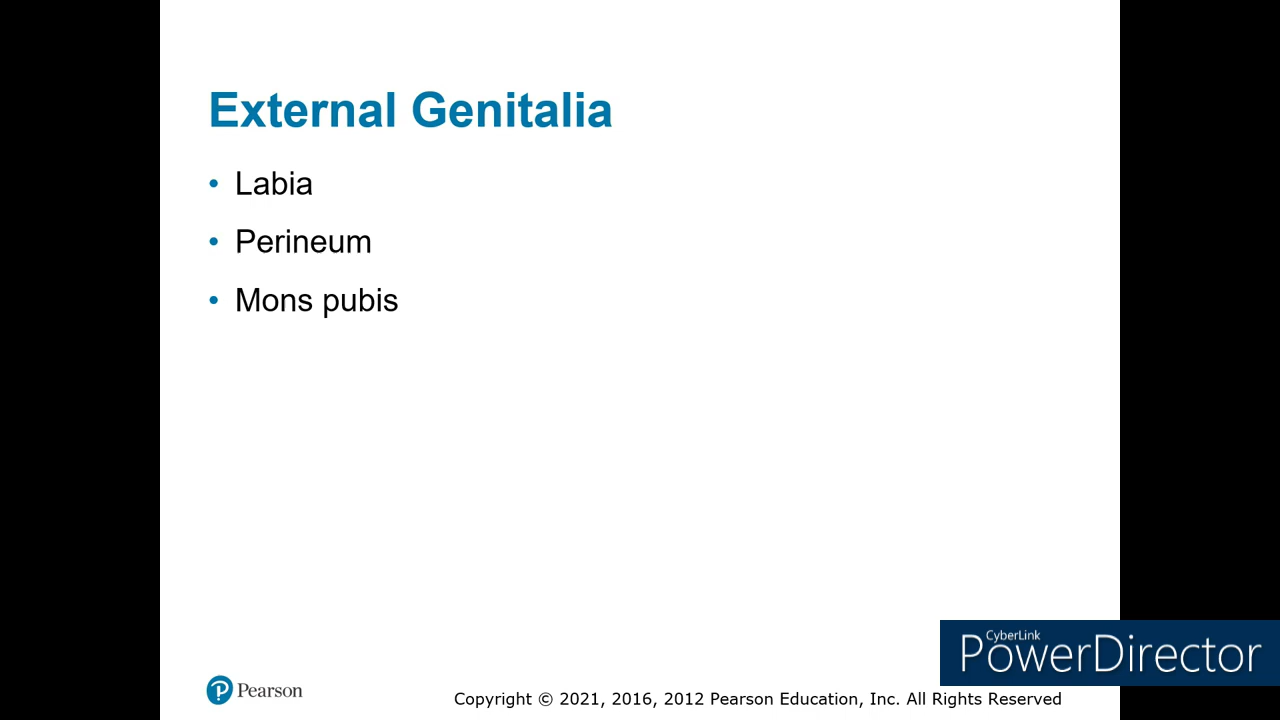 External Genitalia
• Labia
• Perineum
• Mons pubis
CyberLink
PowerDirector
Pearson
Copyright © 2021, 2016, 2012 Pearson Education, Inc. All Rights Reserved